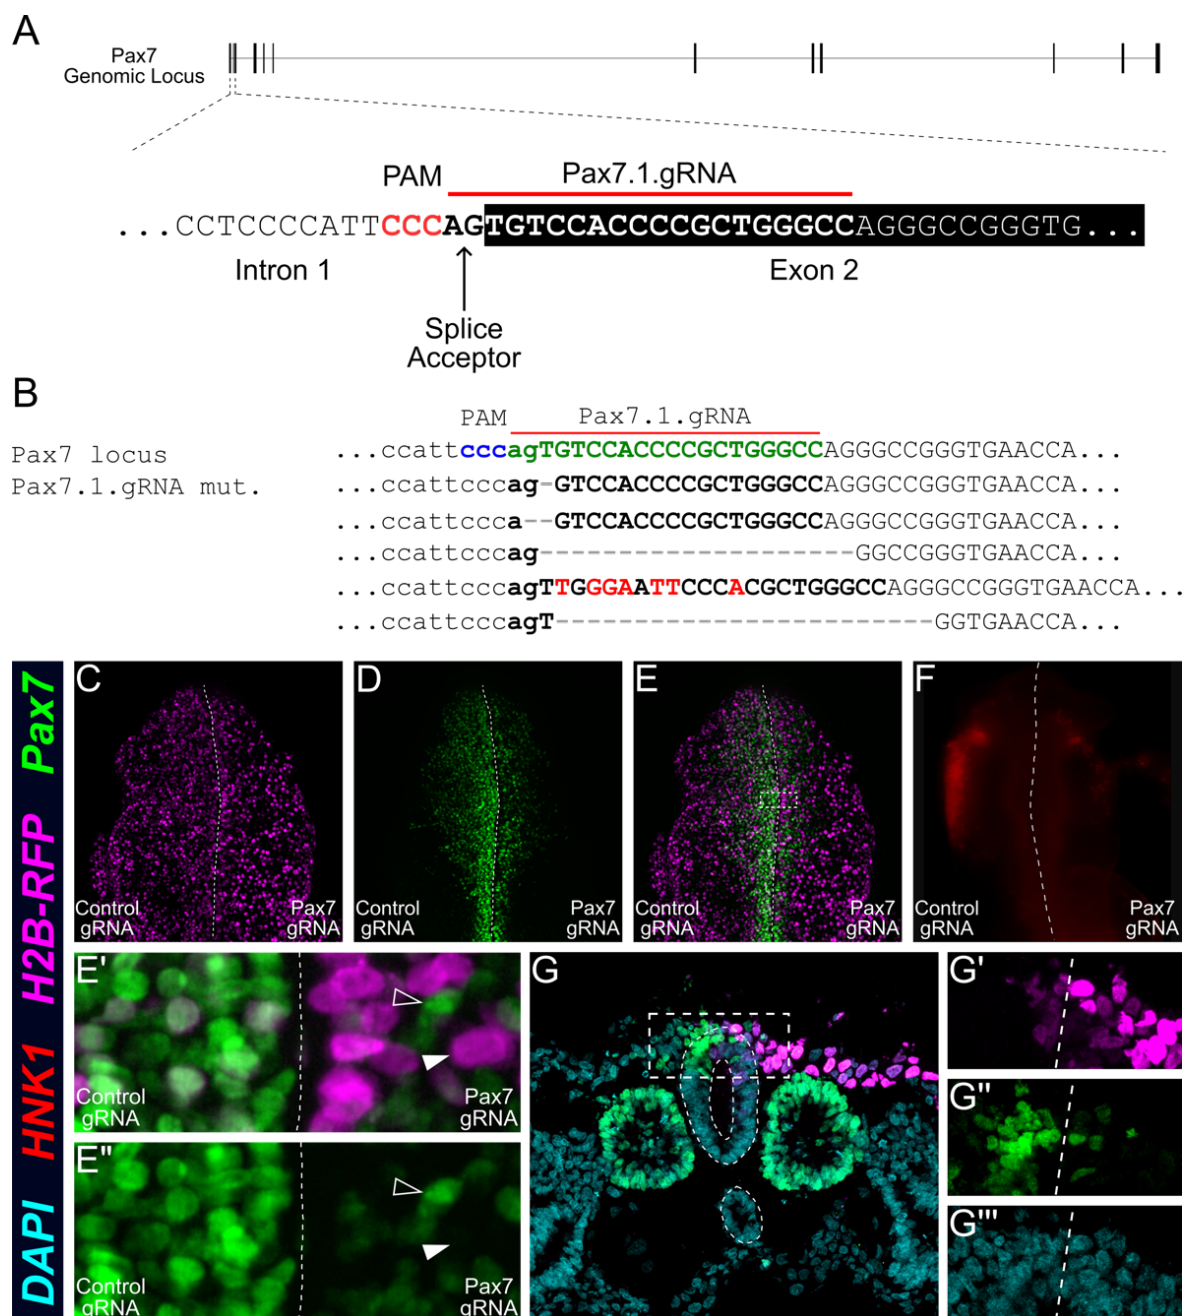 A
Pax7
Genomic Locus
PAM
Pax7.1.gRNA
...CCTCCCCATTCCCAGTGTCCACCCCGCTGGGCCAGGGCCGGGTG...
Intron 1
Exon 2
Splice
Acceptor
B
PAM Pax7.1.gRNA
Pax7 locus ...ccattcccagTGTCCACCCCGCTGGGCCAGGGCCGGGTGAACCA...
Pax7.1.gRNA mut. ...ccattcccag-GTCCACCCCGCTGGGCCAGGGCCGGGTGAACCA...
...ccattccca--GTCCACCCCGCTGGGCCAGGGCCGGGTGAACCA...
...ccattcccag--------------------GGCCGGGTGAACCA...
...ccattcccagTTGGGAATTCCCACGCTGGGCCAGGGCCGGGTGAACCA...
...ccattcccagT------------------------GGTGAACCA...
DAPI HNK1 H2B-RFP Pax7
C
Control
gRNA
Pax7
gRNA
D
Control
gRNA
Pax7
gRNA
E
Control
gRNA
Pax7
gRNA
F
Control
gRNA
Pax7
gRNA
E'
Control
gRNA
Pax7
gRNA
E"
Control
gRNA
Pax7
gRNA
G
G'
G"
G'"